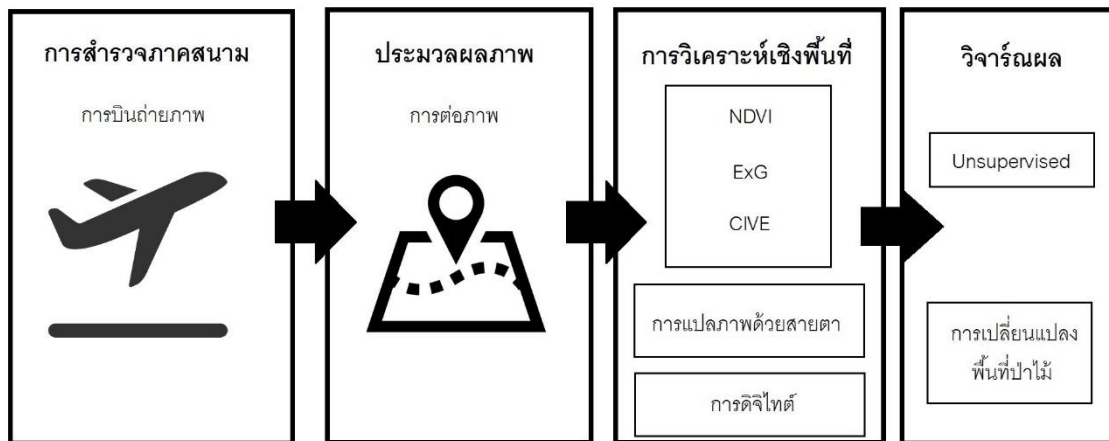 การสำรวจภาคสนาม
การบินถ่ายภาพ
ประมวลผลภาพ
การต่อภาพ
การวิเคราะห์เชิงพื้นที่
NDVI
ExG
CIVE
การแปลภาพด้วยสายตา
การดิจิไทต์
วิจาร์ณผล
Unsupervised
การเปลี่ยนแปลง
พื้นที่ป่าไม้